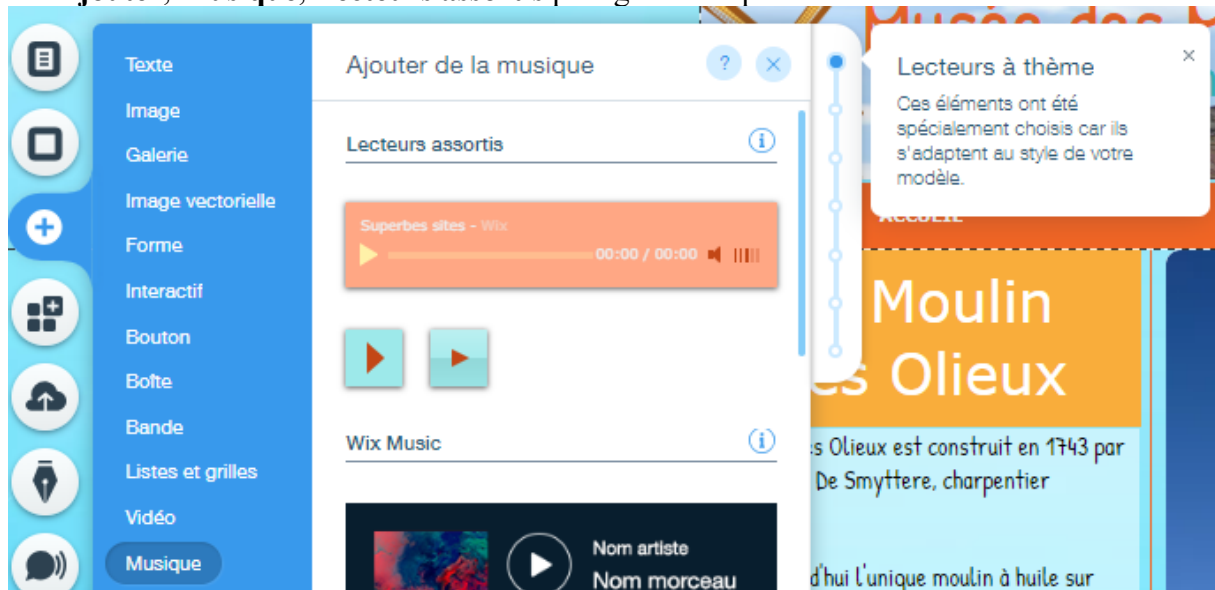 Texte
Image
Galerie
Image vectorielle
Forme
Interactif
Bouton
Boîte
Bande
Listes et grilles
Vidéo
Musique
Ajouter de la musique
?
Lecteurs assortis
Superbes sites - Wix
00:00 / 00:00
Wix Music
Nom artiste
Nom morceau
Lecteurs à thème
Ces éléments ont été
spécialement choisis car ils
s'adaptent au style de votre
modèle.
Musée des
ACCUEIL
Moulin
Olieux
Olieux est construit en 1743 par
De Smyttere, charpentier
d'hui l'unique moulin à huile sur